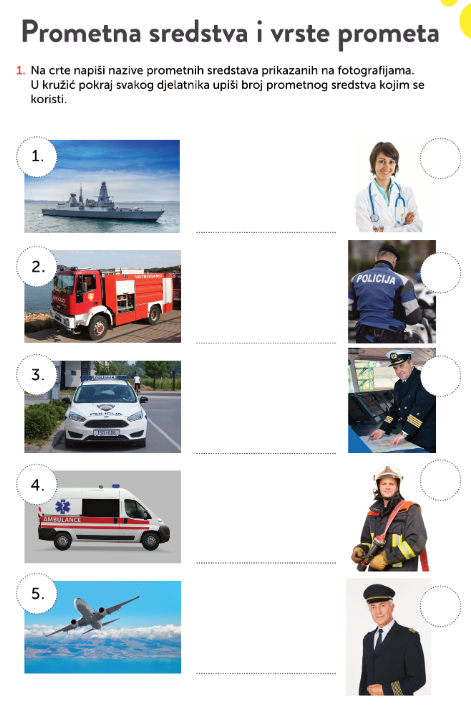 Prometna sredstva i vrste prometa
1. Na crte napiši nazive prometnih sredstava prikazanih na fotografijama.
U kružić pokraj svakog djelatnika upiši broj prometnog sredstva kojim se
koristi.
1.
2.
VATROGASCI
POLICIJA
3.
POLICIJA
4.
AMBULANCE
5.